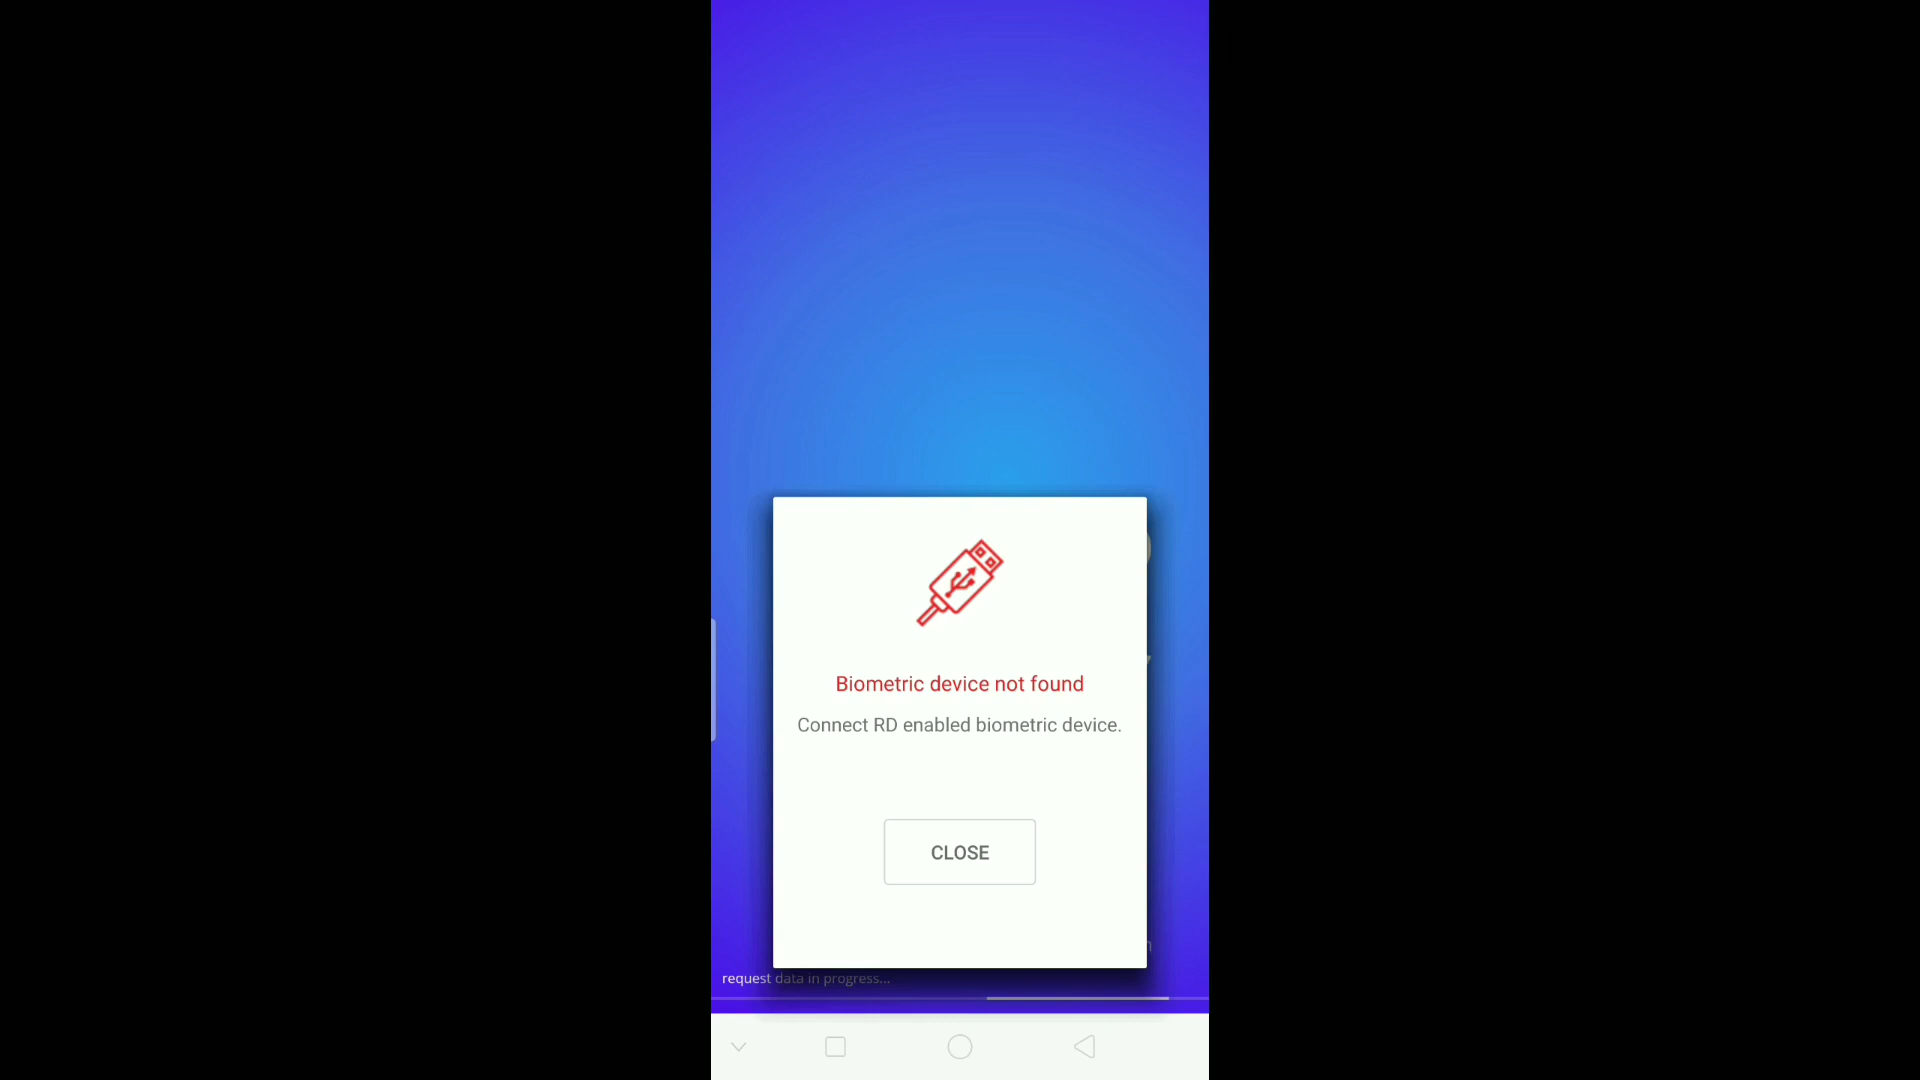 Biometric device not found
Connect RD enabled biometric device.
CLOSE
request data in progress...